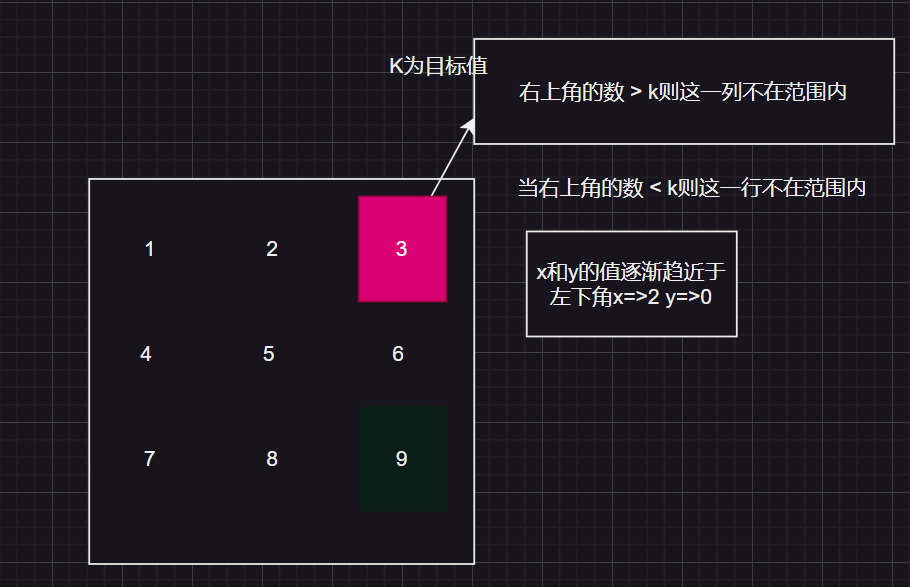 K为目标值
右上角的数 > k则这一列不在范围内
当右上角的数 < k则这一行不在范围内
x和y的值逐渐趋近于
左下角x=>2 y=>0
1 2 3
4 5 6
7 8 9